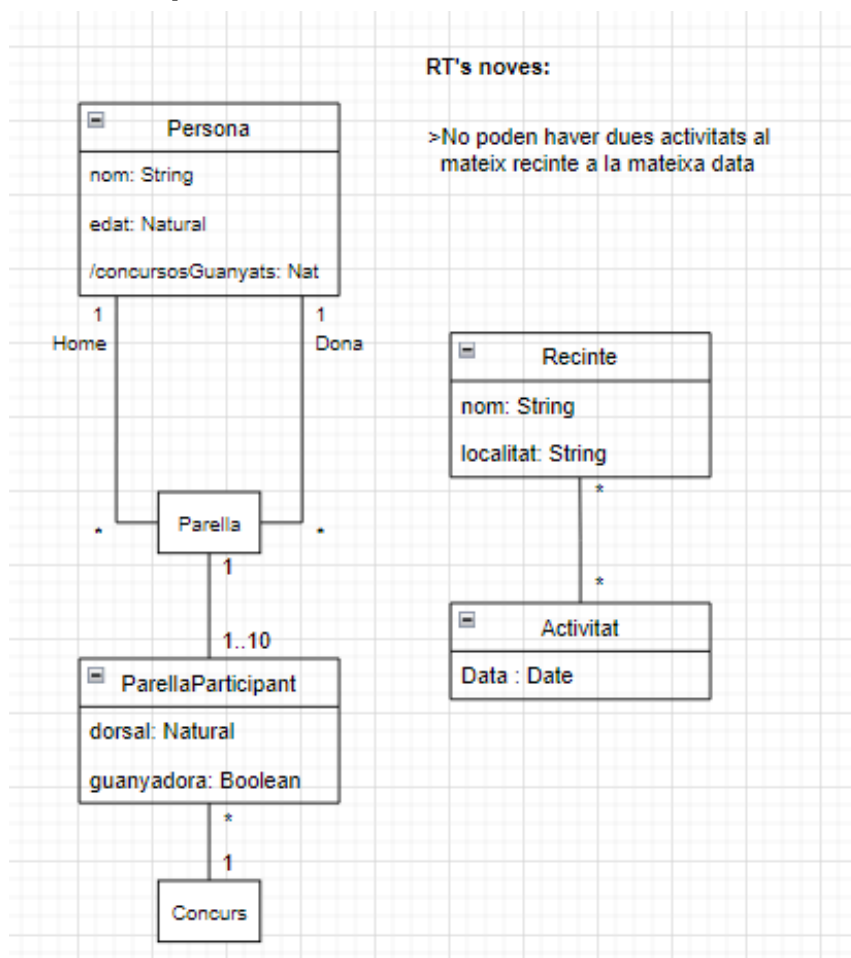 RT's noves:
>No poden haver dues activitats al
mateix recinte a la mateixa data
Persona
nom: String
edat: Natural
/concursosGuanyats: Nat
1
1
Home
Dona
Recinte
nom: String
localitat: String
*
Parella
*
*
1
*
1..10
Activitat
Data : Date
ParellaParticipant
dorsal: Natural
guanyadora: Boolean
*
1
Concurs